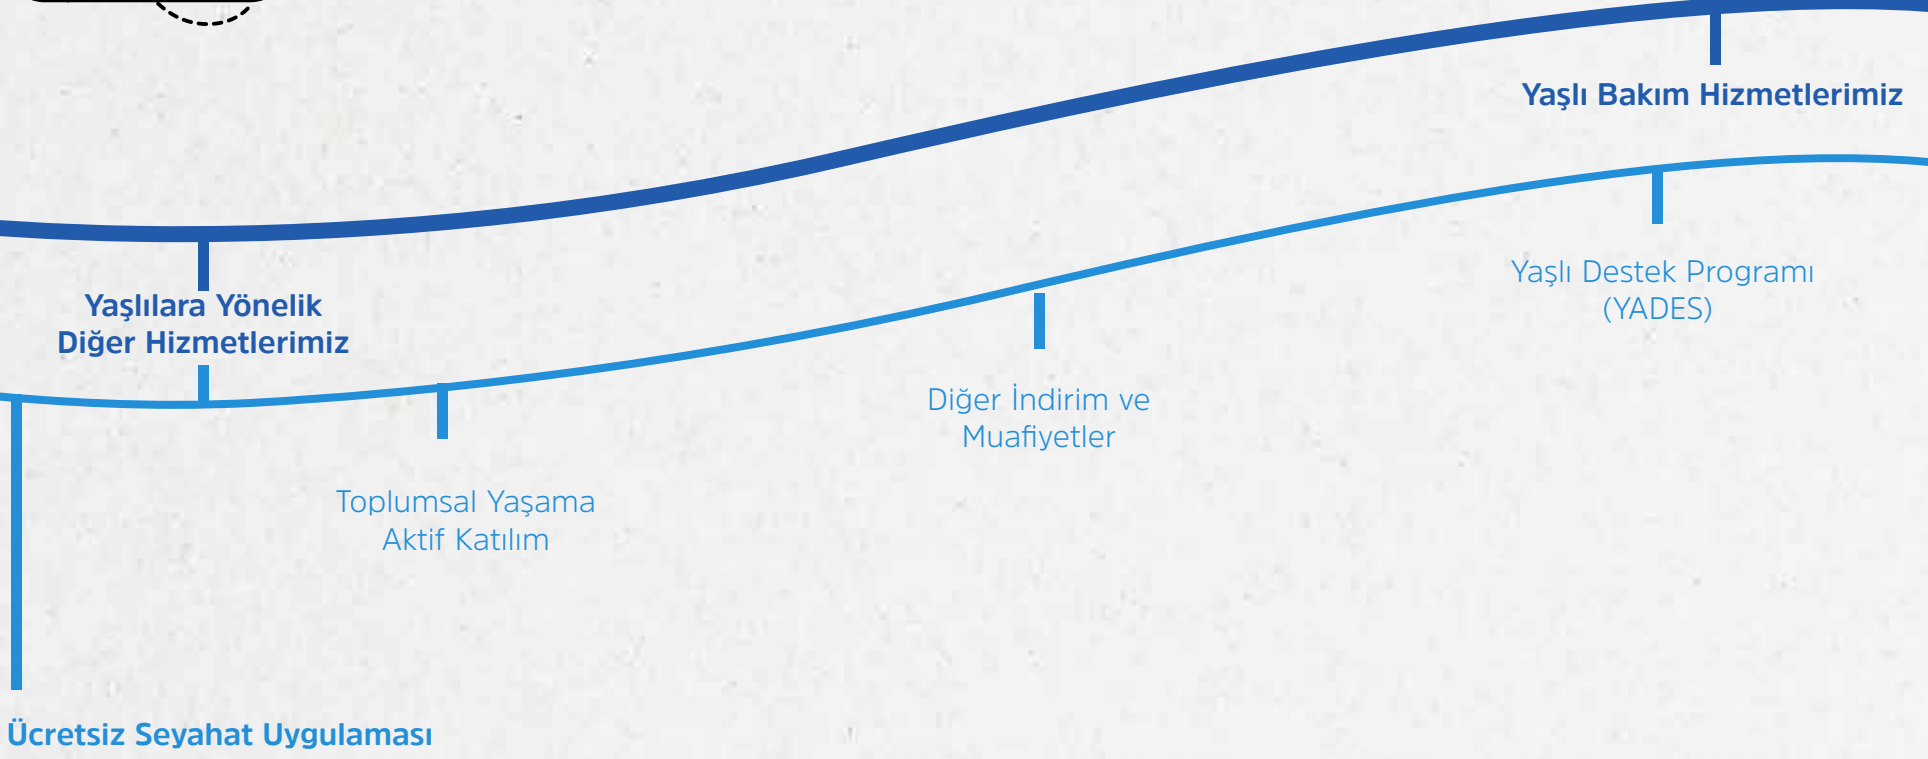 Yaşlı Bakım Hizmetlerimiz
Yaşlılara Yönelik
Diğer Hizmetlerimiz
Yaşlı Destek Programı
(YADES)
Diğer İndirim ve
Muafiyetler
Toplumsal Yaşama
Aktif Katılım
Ücretsiz Seyahat Uygulaması